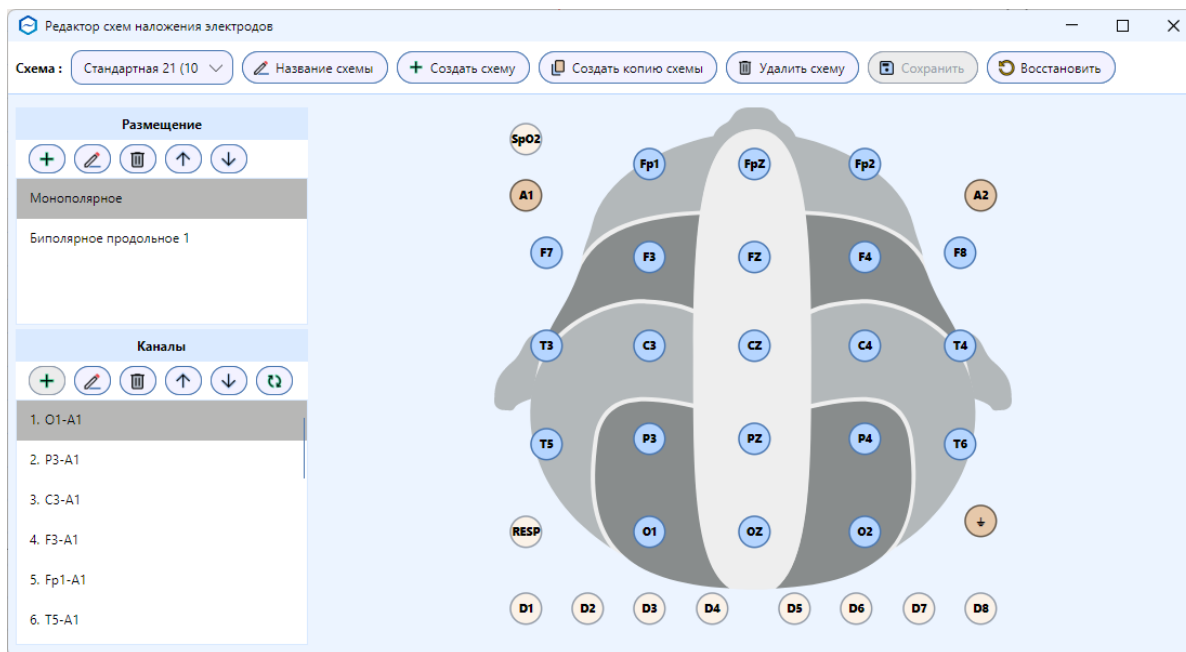 Редактор схем наложения электродов
Схема : Стандартная 21 (10 Название схемы Создать схему Создать копию схемы Удалить схему Сохранить Восстановить
Размещение
Монополярное
Биполярное продольное 1
Каналы
1. O1-A1
2. P3-A1
3. C3-A1
4. F3-A1
5. Fp1-A1
6. T5-A1
SpO2
Fp1 FpZ Fp2
A1 A2
F7 F3 FZ F4 F8
T3 C3 CZ C4 T4
T5 P3 PZ P4 T6
RESP O1 OZ O2
D1 D2 D3 D4 D5 D6 D7 D8